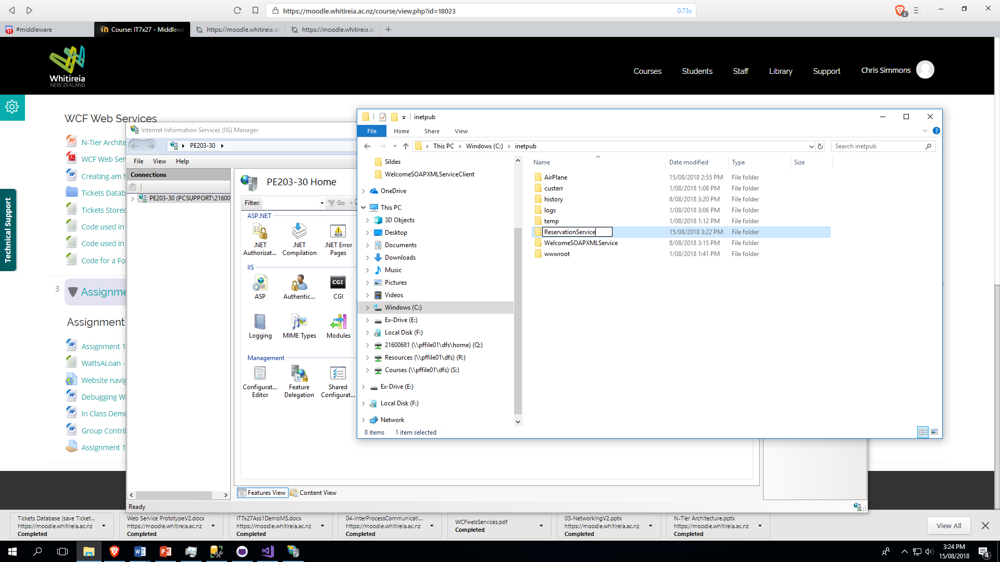 https://moodle.whitireia.ac.nz/course/view.php?id=18023
0.73s
2
11
#middleware
Course: IT7x27 - Middlewa
https://moodle.whitireia.ac
https://moodle.whitireia.ac.
Whitireia
NEW ZEALAND
Courses
Students
Staff
Library
Support
Chris Simmons
Technical Support
WCF Web Services
N-Tier Archite
WCF Web Ser
Creating am N
Tickets Datab
Tickets Stored
Code used in
Code used in
Code for a Fo
3
Assignme
Assignment
Assignment 1
WattsALoan -
Website navig
Debugging W
In Class Demo
Group Contrib
Assignment 1
Internet Information Services (IIS) Manager
PE203-30
File
View
Help
Connections
PE203-30 (PCSUPPORT\21600
PE203-30 Home
Filter:
Go
ASP.NET
.NET Authorizat...
.NET Compilation
.NET Error Pages
404
IIS
ASP
Authentic...
CGI
CGI
Logging
MIME Types
Modules
Management
Configurat... Editor
Feature Delegation
Shared Configurat...
Features View
Content View
Ready
inetpub
File
Home
Share
View
This PC
Windows (C:)
inetpub
Search inetpub
Sildes
WelcomeSOAPXMLServiceClient
OneDrive
This PC
3D Objects
Desktop
Documents
Downloads
Music
Pictures
Videos
Windows (C:)
Ex-Drive (E:)
Local Disk (F:)
21600681 (\\pffile01\dfs\home) (Q:)
Resources (\\pffile01\dfs) (R:)
Courses (\\pffile01\dfs) (S:)
Ex-Drive (E:)
Local Disk (F:)
Network
Name
Date modified
Type
Size
AirPlane 15/08/2018 2:55 PM File folder
custerr 1/08/2018 1:08 PM File folder
history 8/08/2018 3:20 PM File folder
logs 1/08/2018 3:06 PM File folder
temp 1/08/2018 1:12 PM File folder
ReservationService 15/08/2018 3:22 PM File folder
WelcomeSOAPXMLService 8/08/2018 3:15 PM File folder
wwwroot 1/08/2018 1:41 PM File folder
8 items
1 item selected
Tickets Database (save Ticket...
https://moodle.whitireia.ac.nz
Completed
Web Service PrototypeV2.docx
https://moodle.whitireia.ac.nz
Completed
IT7x27Ass1DemoMS.docx
https://moodle.whitireia.ac.nz
Completed
04-InterProcessCommunicati...
https://moodle.whitireia.ac.nz
Completed
WCFwebServices.pdf
Completed
03-NetworkingV2.pptx
https://moodle.whitireia.ac.nz
Completed
N-Tier Architecture.pptx
https://moodle.whitireia.ac.nz
Completed
View All
3:24 PM
15/08/2018
4